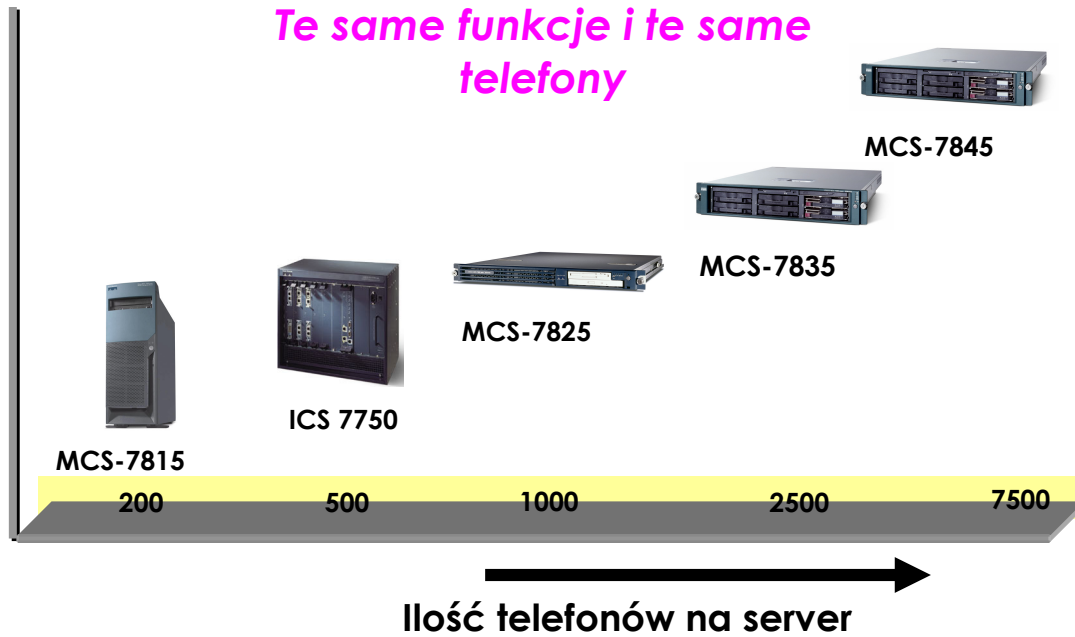 Te same funkcje i te same
telefony
MCS-7845
MCS-7835
MCS-7825
ICS 7750
MCS-7815
200 500 1000 2500 7500
Ilość telefonów na server